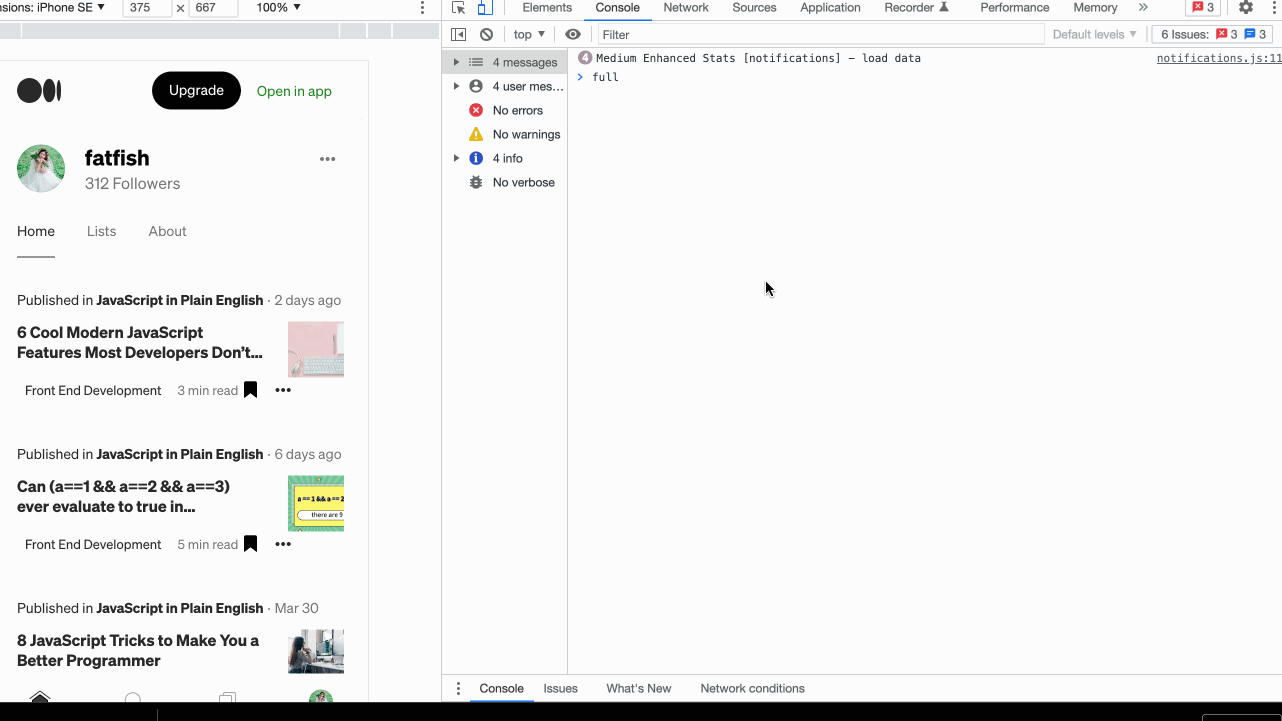 nsions: iPhone SE ▼ 375 × 667 100% ▼
Elements Console Network Sources Application Recorder Performance Memory » 3
top ▼ Filter Default levels ▼ 6 Issues: 3 3
4 messages
4 user mes...
No errors
No warnings
4 info
No verbose
4 Medium Enhanced Stats [notifications] – load data notifications.js:11
> full
Upgrade Open in app
fatfish
312 Followers
Home Lists About
Published in JavaScript in Plain English · 2 days ago
6 Cool Modern JavaScript
Features Most Developers Don't...
Front End Development 3 min read
Published in JavaScript in Plain English · 6 days ago
Can (a==1 && a==2 && a==3)
ever evaluate to true in...
a == 1 && a == 2
there are 9
Front End Development 5 min read
Published in JavaScript in Plain English · Mar 30
8 JavaScript Tricks to Make You a
Better Programmer
Console Issues What's New Network conditions